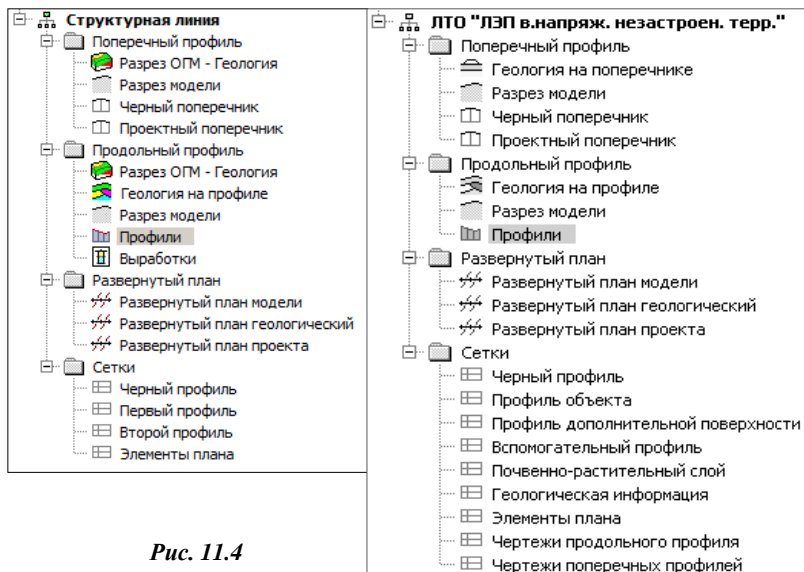 Структурная линия
Поперечный профиль
Разрез ОГМ - Геология
Разрез модели
Черный поперечник
Проектный поперечник
Продольный профиль
Разрез ОГМ - Геология
Геология на профиле
Разрез модели
Профили
Выработки
Развернутый план
Развернутый план модели
Развернутый план геологический
Развернутый план проекта
Сетки
Черный профиль
Первый профиль
Второй профиль
Элементы плана
Рис. 11.4
ЛТО "ЛЭП в.напряж. незастроен. терр."
Поперечный профиль
Геология на поперечнике
Разрез модели
Черный поперечник
Проектный поперечник
Продольный профиль
Геология на профиле
Разрез модели
Профили
Развернутый план
Развернутый план модели
Развернутый план геологический
Развернутый план проекта
Сетки
Черный профиль
Профиль объекта
Профиль дополнительной поверхности
Вспомогательный профиль
Почвенно-растительный слой
Геологическая информация
Элементы плана
Чертежи продольного профиля
Чертежи поперечных профилей